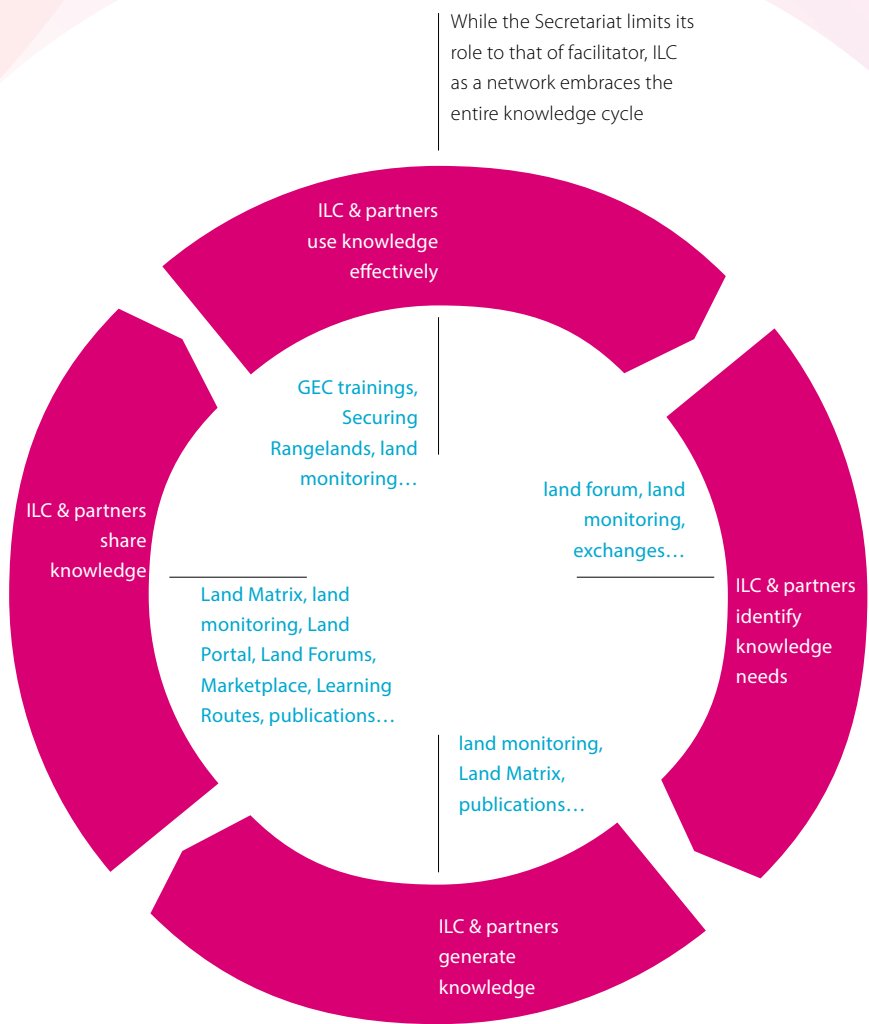 While the Secretariat limits its
role to that of facilitator, ILC
as a network embraces the
entire knowledge cycle
ILC & partners
use knowledge
effectively
GEC trainings,
Securing
Rangelands, land
monitoring…
land forum, land
monitoring,
exchanges…
ILC & partners
share
knowledge
ILC & partners
identify
knowledge
needs
Land Matrix, land
monitoring, Land
Portal, Land Forums,
Marketplace, Learning
Routes, publications…
land monitoring,
Land Matrix,
publications…
ILC & partners
generate
knowledge